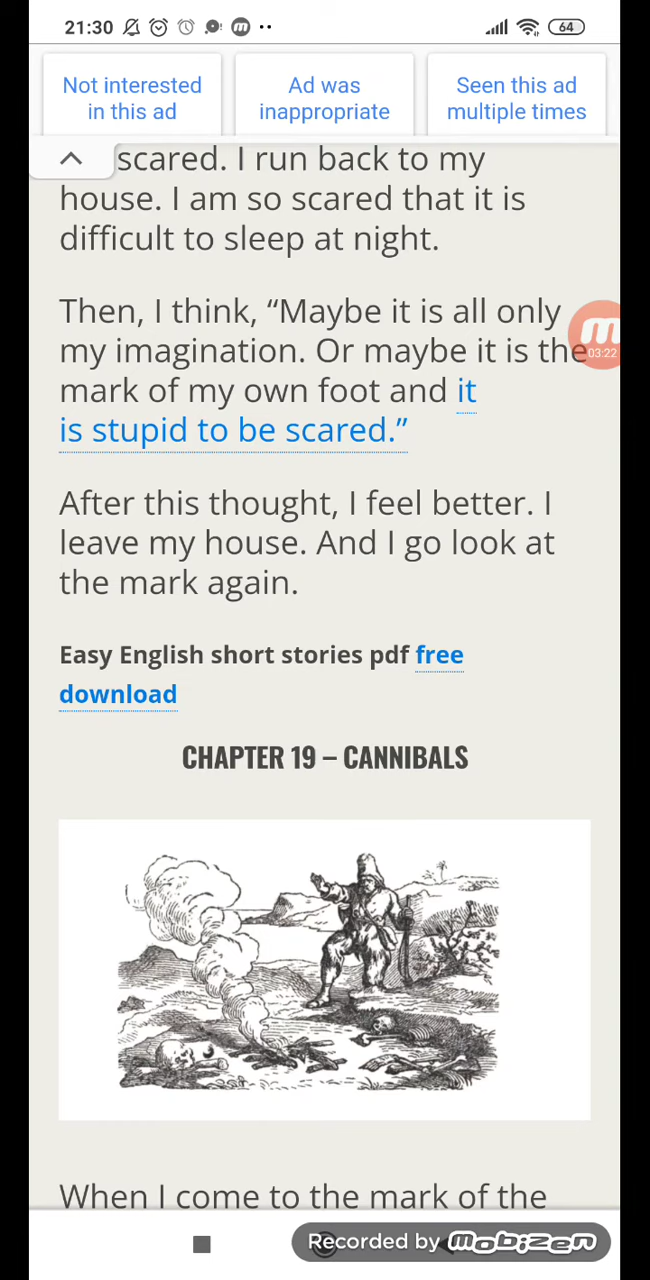 21:30
64
Not interested
in this ad
Ad was
inappropriate
Seen this ad
multiple times
scared. I run back to my
house. I am so scared that it is
difficult to sleep at night.
Then, I think, “Maybe it is all only
my imagination. Or maybe it is the
03:22
mark of my own foot and it
is stupid to be scared.”
After this thought, I feel better. I
leave my house. And I go look at
the mark again.
Easy English short stories pdf free
download
CHAPTER 19 – CANNIBALS
When I come to the mark of the
Recorded by mobizen